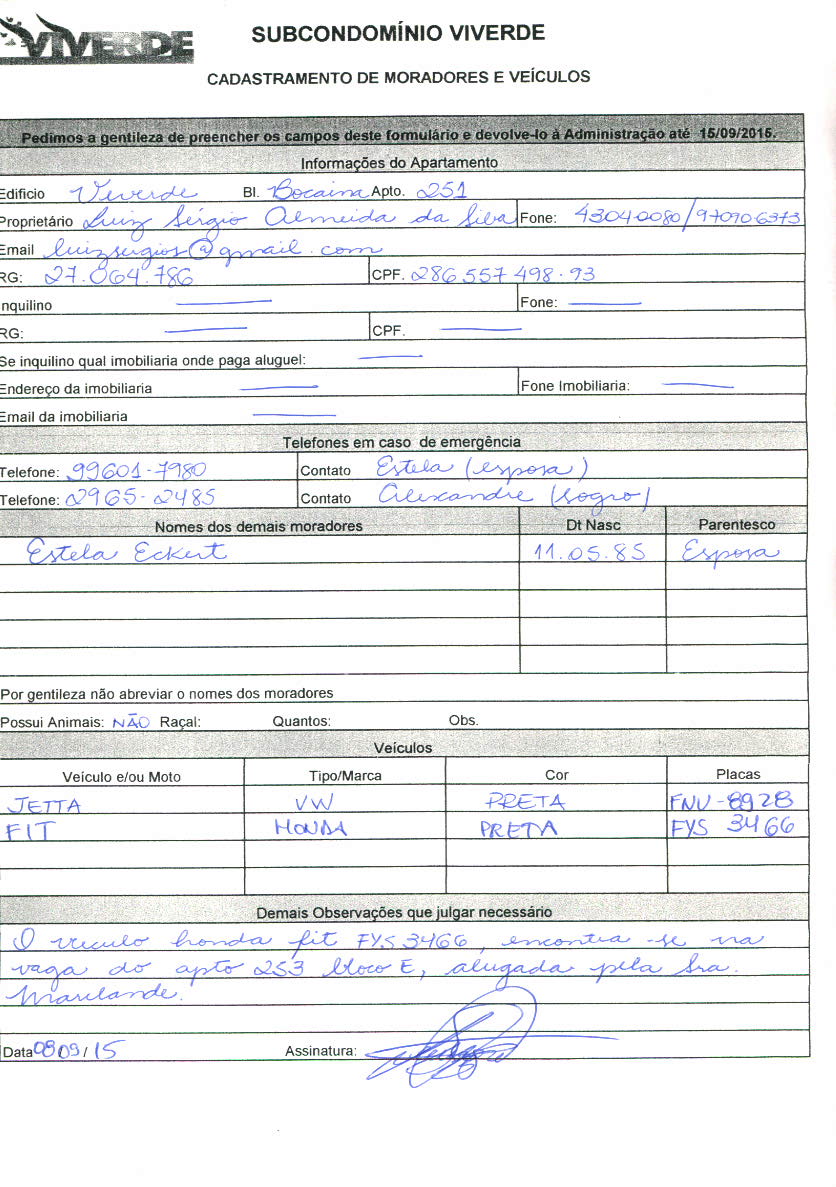 VIVERDE
SUBCONDOMÍNIO VIVERDE
CADASTRAMENTO DE MORADORES E VEÍCULOS
Pedimos a gentileza de preencher os campos deste formulário e devolve-lo à Administração até 15/09/2015.
Informações do Apartamento
Edificio Viverde Bl. Bocaina Apto. 251
Proprietário Luiz Sérgio Almeida da Silva Fone: 43040080/97090-6373
Email luizsergios@gmail.com
RG: 27.064.786 CPF. 286 557 498-93
Inquilino Fone:
RG: CPF.
Se inquilino qual imobiliaria onde paga aluguel:
Endereço da imobiliaria Fone Imobiliaria:
Email da imobiliaria
Telefones em caso de emergência
Telefone: 99601-7980 Contato Estela (esposa)
Telefone: 02965-2485 Contato Alexandre (sogro)
Nomes dos demais moradores Dt Nasc Parentesco
Estela Eckert 11.05.85 Esposa
Por gentileza não abreviar o nomes dos moradores
Possui Animais: NÃO Raçal: Quantos: Obs.
Veículos
Veículo e/ou Moto Tipo/Marca Cor Placas
JETTA VW PRETA FNU-8928
FIT HONDA PRETA FYS 3466
Demais Observações que julgar necessário
O veiculo honda fit FYS 3466, encontra-se na
vaga do apto 253 bloco E, alugada pela Sra.
Data 08 09/15 Assinatura: